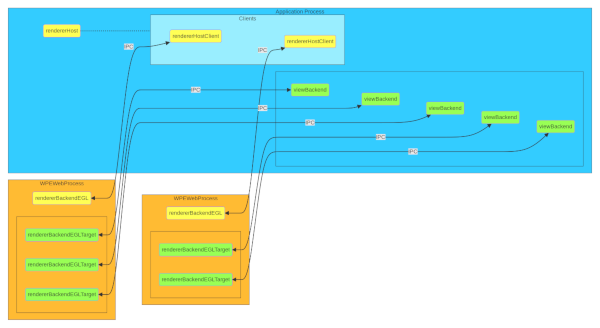 Application Process
Clients
rendererHost
rendererHostClient
rendererHostClient
IPC
IPC
viewBackend
IPC
viewBackend
IPC
viewBackend
IPC
viewBackend
IPC
viewBackend
IPC
WPEWebProcess
rendererBackendEGL
rendererBackendEGLTarget
rendererBackendEGLTarget
rendererBackendEGLTarget
WPEWebProcess
rendererBackendEGL
rendererBackendEGLTarget
rendererBackendEGLTarget